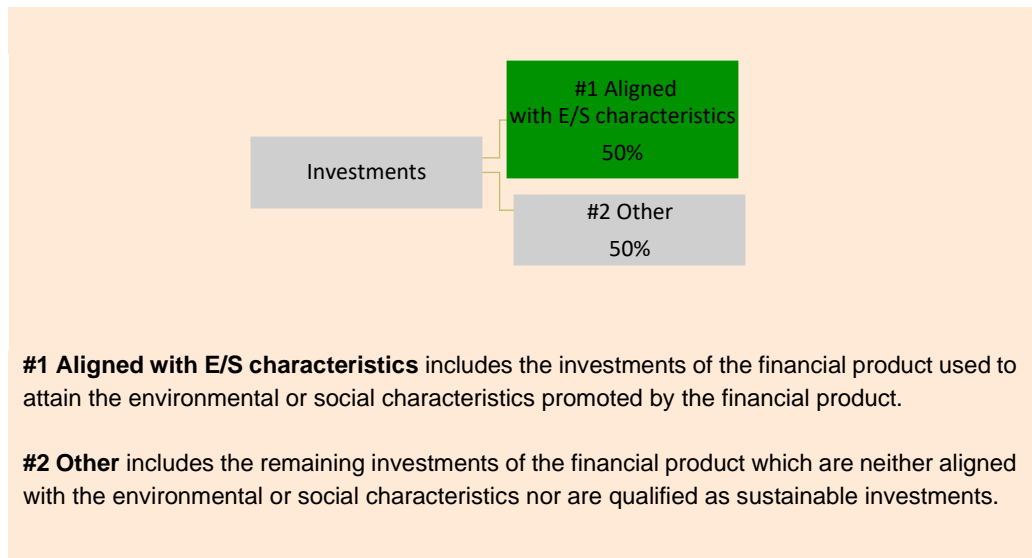 #1 Aligned
with E/S characteristics
50%
Investments
#2 Other
50%
#1 Aligned with E/S characteristics includes the investments of the financial product used to
attain the environmental or social characteristics promoted by the financial product.
#2 Other includes the remaining investments of the financial product which are neither aligned
with the environmental or social characteristics nor are qualified as sustainable investments.